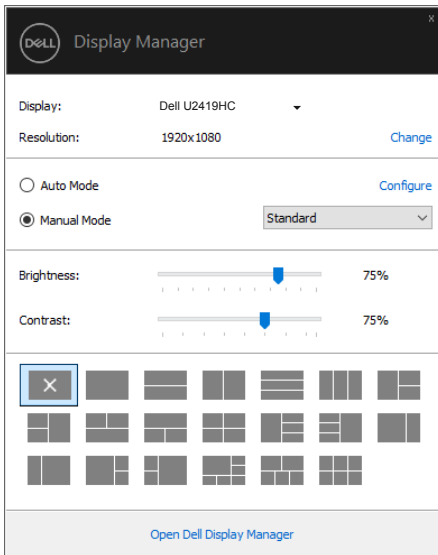 x
DELL Display Manager
Display: Dell U2419HC
Resolution: 1920x1080 Change
Auto Mode Configure
Manual Mode Standard
Brightness: 75%
Contrast: 75%
Open Dell Display Manager